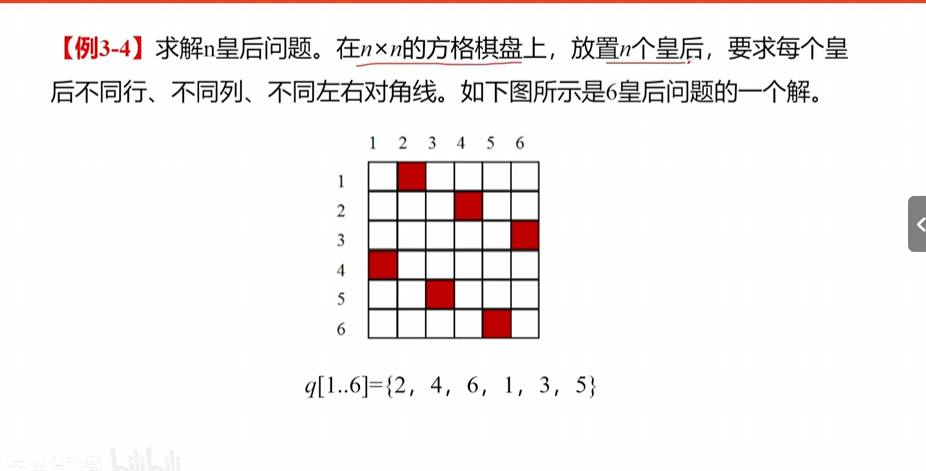 【例3-4】求解n皇后问题。在n×n的方格棋盘上，放置n个皇后，要求每个皇
后不同行、不同列、不同左右对角线。如下图所示是6皇后问题的一个解。
1 2 3 4 5 6
1
2
3
4
5
6
q[1..6]={2，4，6，1，3，5}
bilibili